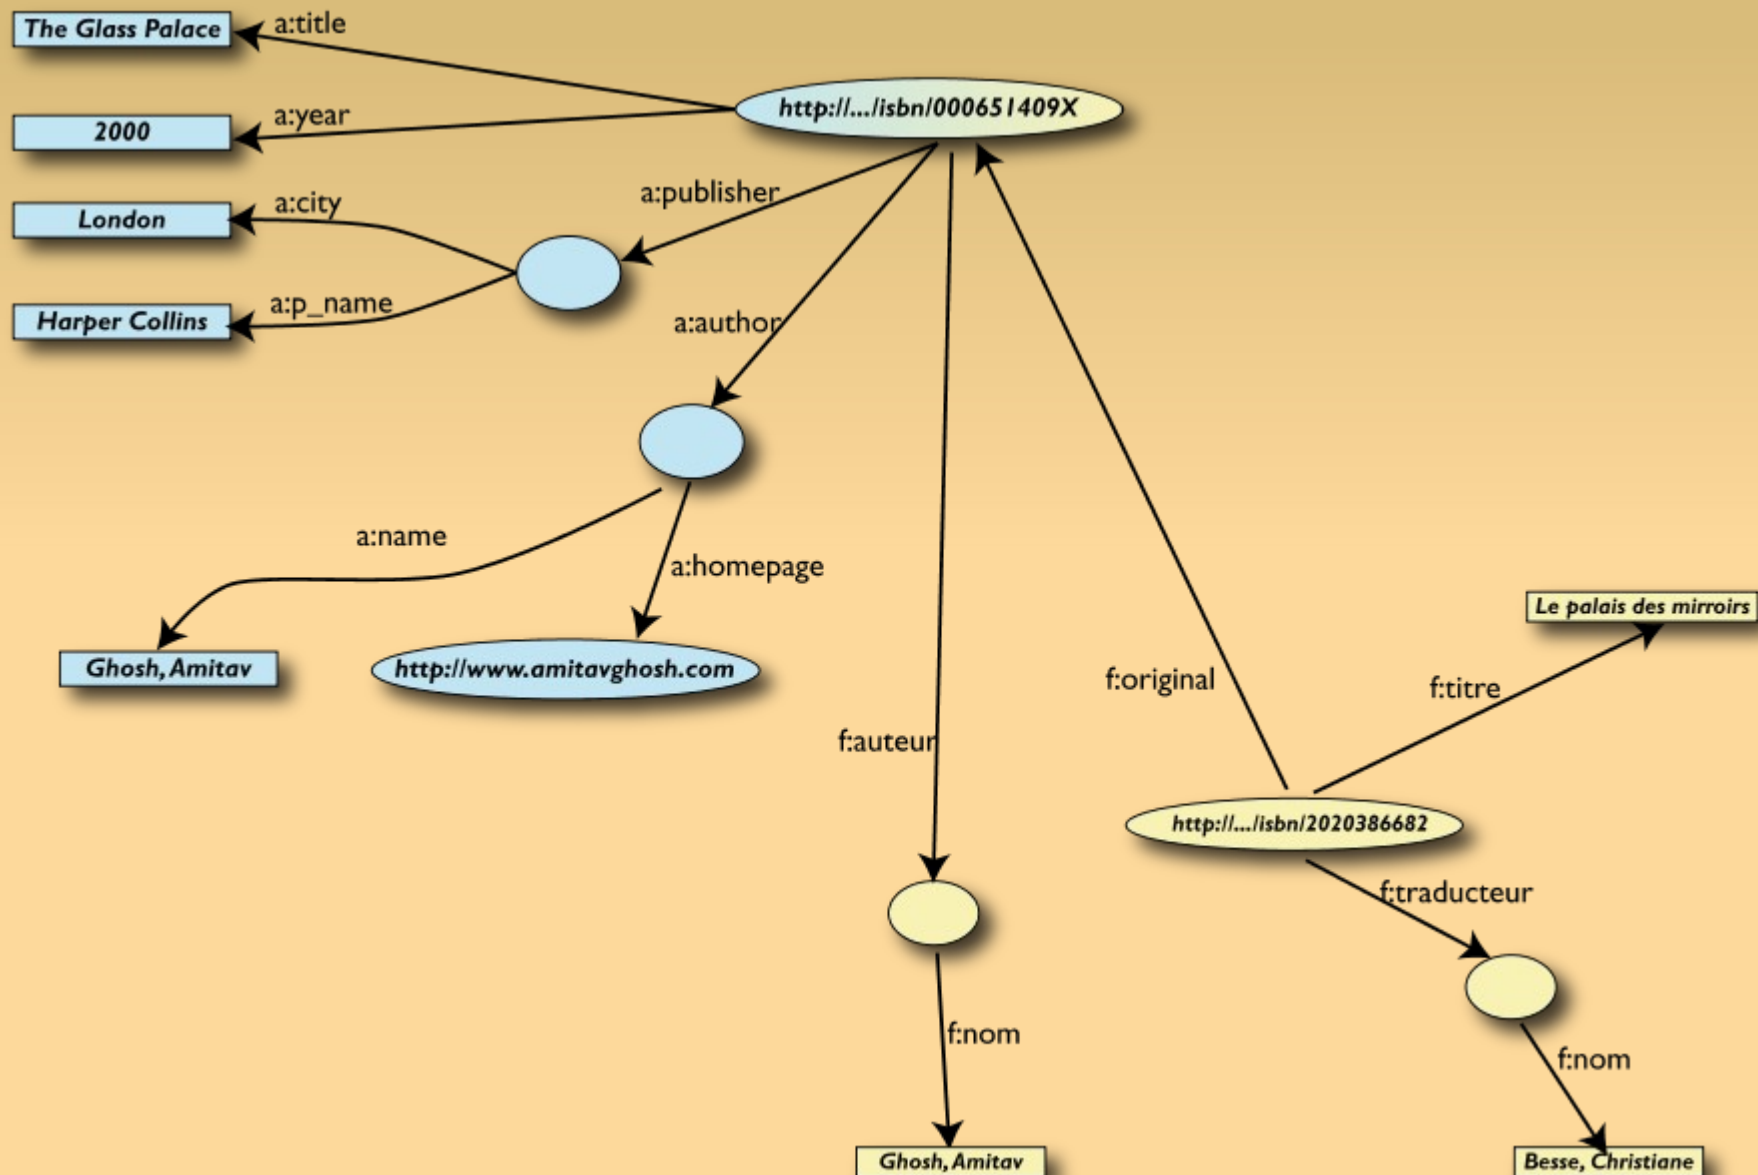 The Glass Palace
a:title
http://.../isbn/000651409X
2000
a:year
a:publisher
London
a:city
Harper Collins
a:p_name
a:author
a:name
a:homepage
Ghosh, Amitav
http://www.amitavghosh.com
Le palais des mirroirs
f:original
f:titre
f:auteur
http://.../isbn/2020386682
f:traducteur
f:nom
f:nom
Ghosh, Amitav
Besse, Christiane